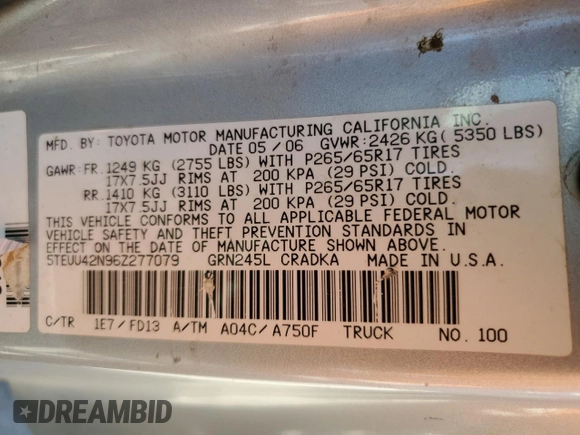 MFD. BY: TOYOTA MOTOR MANUFACTURING CALIFORNIA INC.
DATE 05 / 06 GVWR: 2426 KG ( 5350 LBS)
GAWR: FR. 1249 KG (2755 LBS) WITH P265/65R17 TIRES
17X7.5JJ RIMS AT 200 KPA (29 PSI) COLD.
RR. 1410 KG (3110 LBS) WITH P265/65R17 TIRES
17X7.5JJ RIMS AT 200 KPA (29 PSI) COLD.
THIS VEHICLE CONFORMS TO ALL APPLICABLE FEDERAL MOTOR
VEHICLE SAFETY AND THEFT PREVENTION STANDARDS IN
EFFECT ON THE DATE OF MANUFACTURE SHOWN ABOVE.
5TEUU42N96Z277079 GRN245L CRADKA MADE IN U.S.A.
C/TR 1E7 / FD13 A/TM A04C / A750F TRUCK NO. 100
DREAMBID